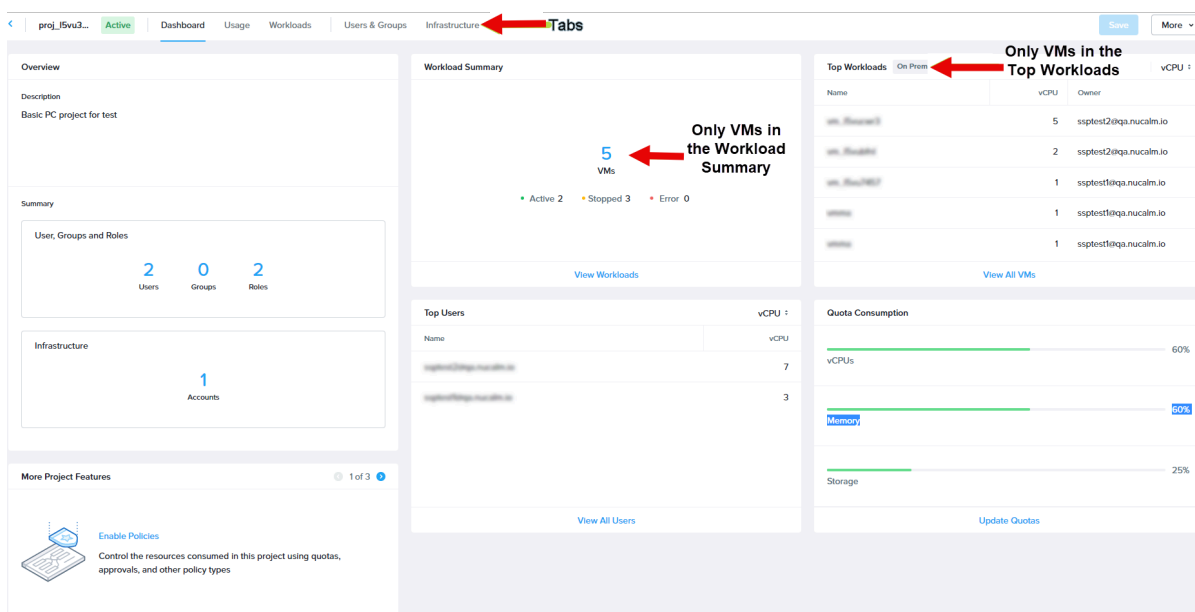 proj_l5vu3... Active Dashboard Usage Workloads Users & Groups Infrastructure Tabs Save More
Overview
Description
Basic PC project for test
Summary
User, Groups and Roles
2 0 2
Users Groups Roles
Infrastructure
1
Accounts
More Project Features 1 of 3
Enable Policies
Control the resources consumed in this project using quotas,
approvals, and other policy types
Workload Summary
5
VMs
Only VMs in
the Workload
Summary
Active 2 Stopped 3 Error 0
View Workloads
Top Users vCPU
Name vCPU
7
3
View All Users
Only VMs in the
Top Workloads
Top Workloads On Prem vCPU
Name vCPU Owner
5 ssptest2@qa.nucalm.io
2 ssptest2@qa.nucalm.io
1 ssptest1@qa.nucalm.io
1 ssptest1@qa.nucalm.io
1 ssptest1@qa.nucalm.io
View All VMs
Quota Consumption
60%
vCPUs
60%
Memory
25%
Storage
Update Quotas